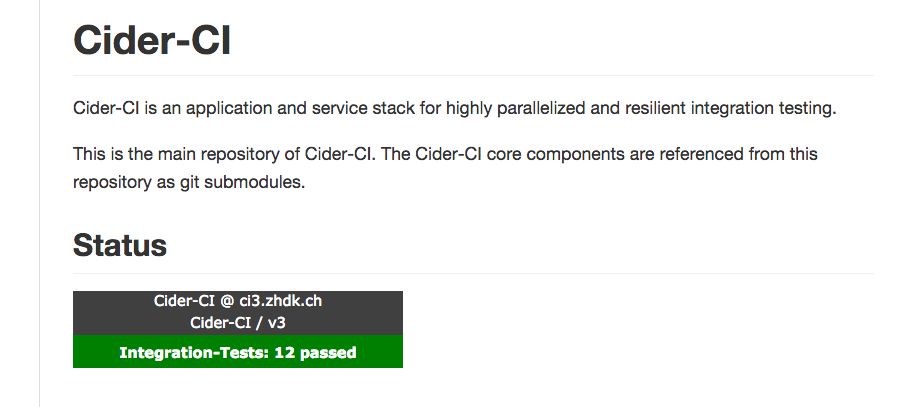 Cider-CI
Cider-CI is an application and service stack for highly parallelized and resilient integration testing.
This is the main repository of Cider-CI. The Cider-CI core components are referenced from this
repository as git submodules.
Status
Cider-CI @ ci3.zhdk.ch
Cider-CI / v3
Integration-Tests: 12 passed